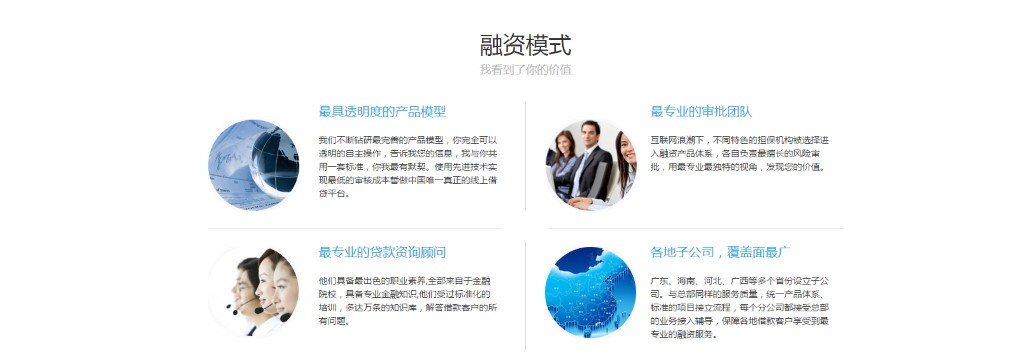 融资模式
我看到了你的价值
最具透明度的产品模型
我们不断钻研最完善的产品模型，你完全可以
透明的自主操作，告诉我您的信息，我与你共
用一套标准，你我最有默契。使用先进技术实
现最低的审核成本誓做中国唯一真正的线上借
贷平台。
最专业的审批团队
互联网浪潮下，不同特色的担保机构被选择进
入融资产品体系，各自负责最擅长的风险审
批，用最专业最独特的视角，发现您的价值。
最专业的贷款资询顾问
他们具备最出色的职业素养,全部来自于金融
院校，具备专业金融知识,他们受过标准化的
培训，多达万条的知识库，解答借款客户的所
有问题。
各地子公司，覆盖面最广
广东、海南、河北、广西等多个省份设立子公
司。与总部同样的服务质量，统一产品体系、
标准的项目接立流程，每个分公司都接受总部
的业务接入辅导，保障各地借款客户享受到最
专业的融资服务。